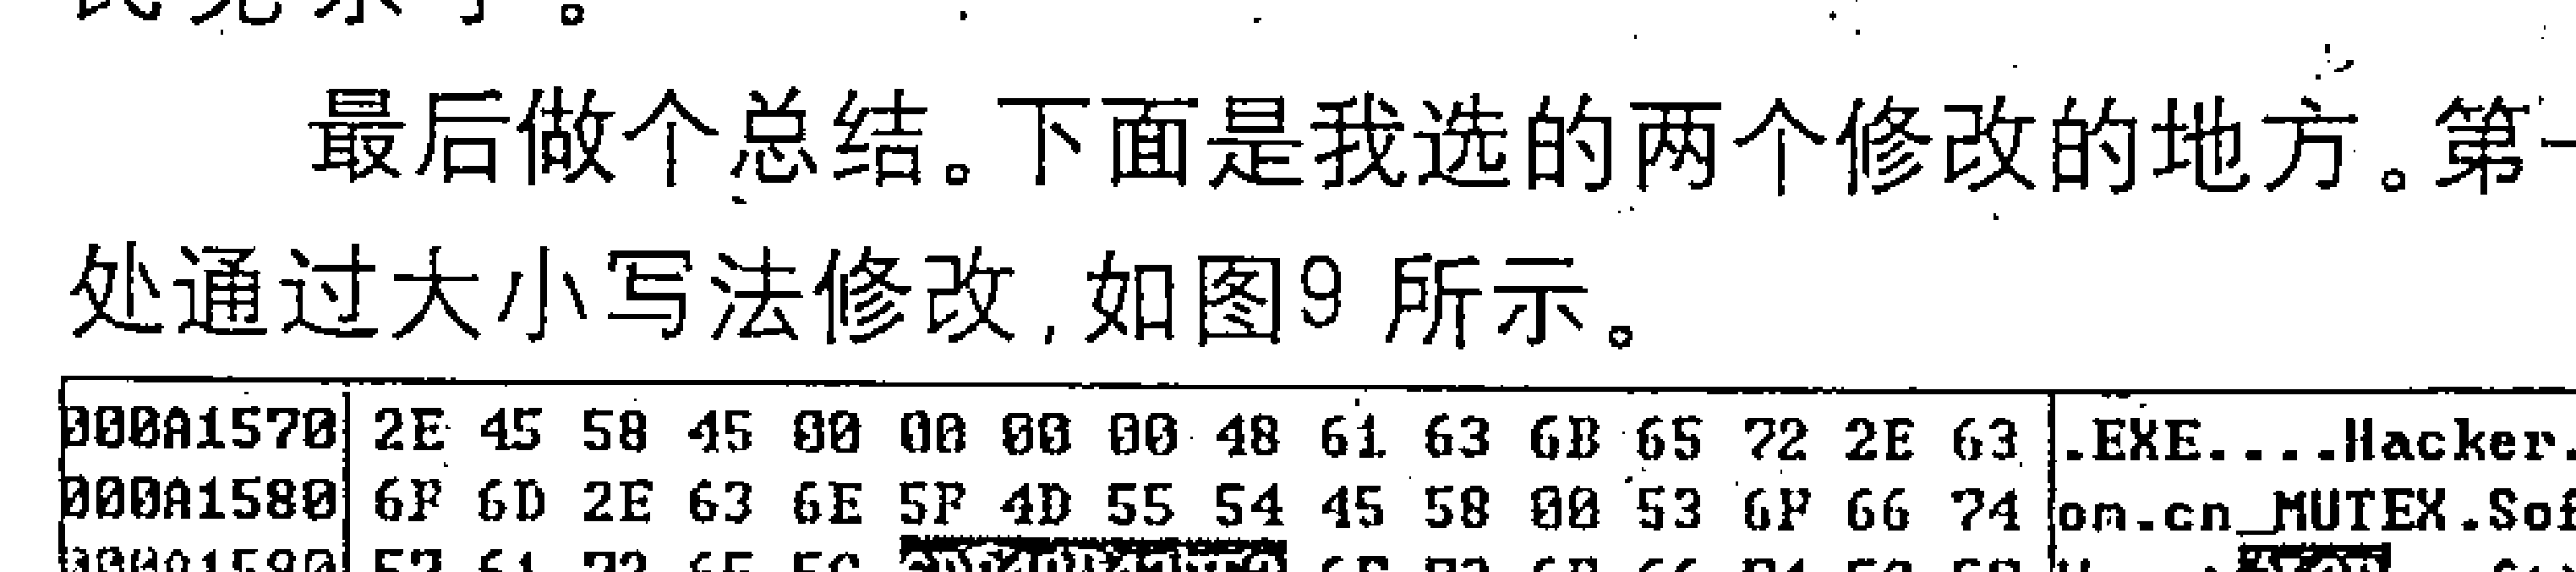 最后做个总结。下面是我选的两个修改的地方。第一
处通过大小写法修改,如图9 所示。
000A1570 2E 45 58 45 00 00 00 00 48 61 63 6B 65 72 2E 63 .EXE....Hacker.
000A1580 6F 6D 2E 63 6E 5F 4D 55 54 45 58 00 53 6F 66 74 om.cn_MUTEX.Sof